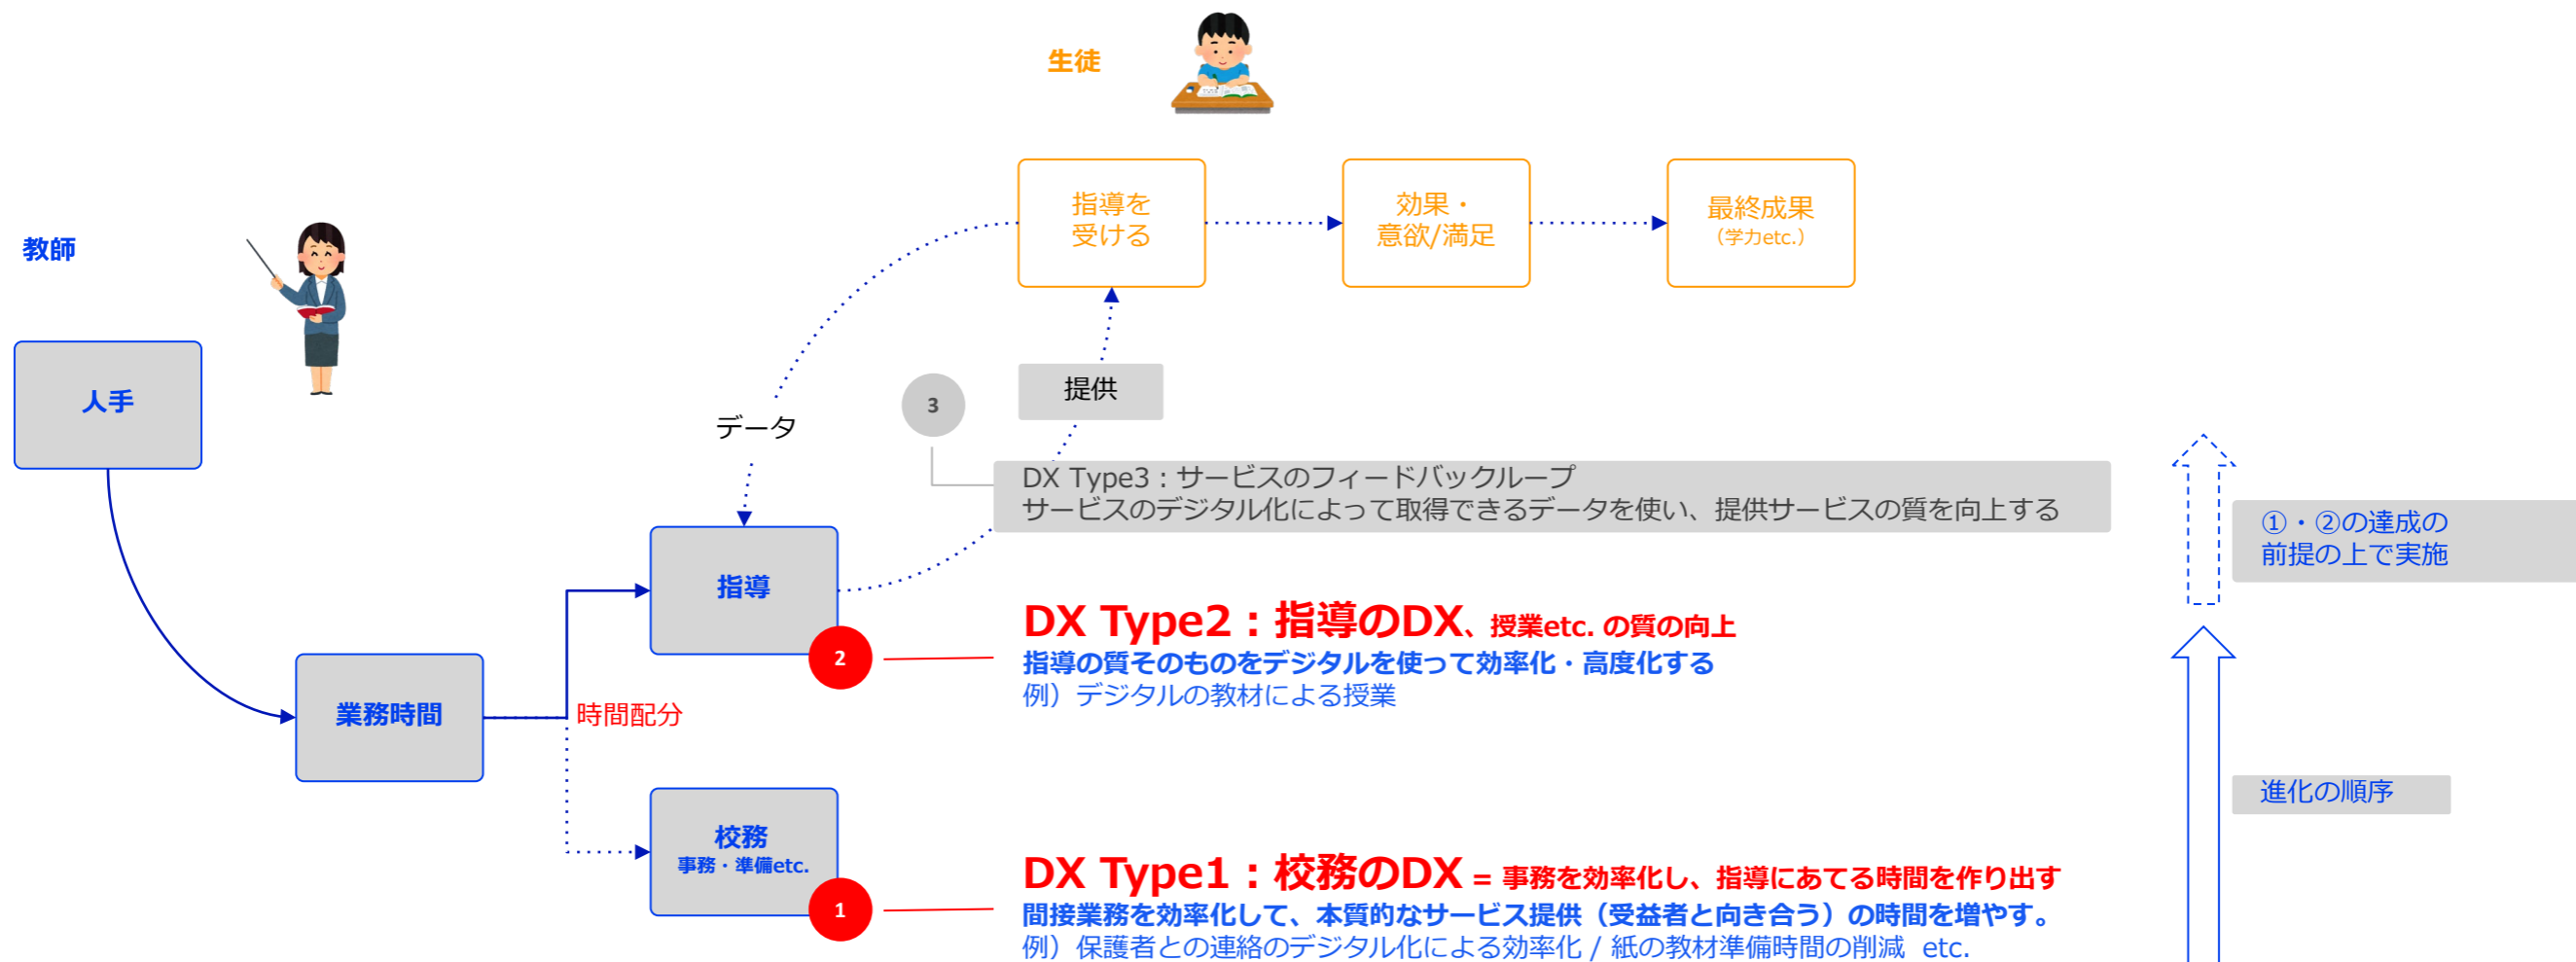 生徒
教師
指導を
受ける
効果・
意欲/満足
最終成果
（学力etc.）
人手
データ
3
提供
DX Type3：サービスのフィードバックループ
サービスのデジタル化によって取得できるデータを使い、提供サービスの質を向上する
①・②の達成の
前提の上で実施
指導
2
DX Type2：指導のDX、授業etc. の質の向上
指導の質そのものをデジタルを使って効率化・高度化する
例）デジタルの教材による授業
業務時間
時間配分
進化の順序
校務
事務・準備etc.
1
DX Type1：校務のDX = 事務を効率化し、指導にあてる時間を作り出す
間接業務を効率化して、本質的なサービス提供（受益者と向き合う）の時間を増やす。
例）保護者との連絡のデジタル化による効率化 / 紙の教材準備時間の削減 etc.